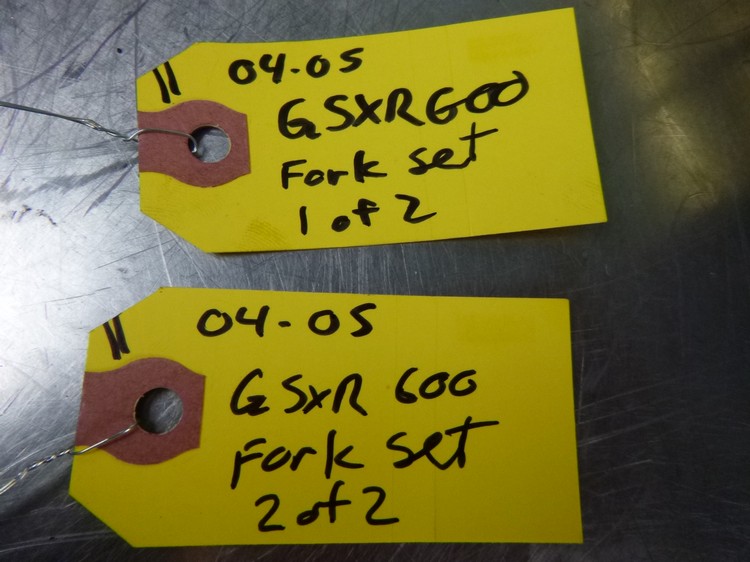 11
04-05
GSXR600
Fork set
1 of 2
11
04-05
GSXR 600
Fork set
2 of 2